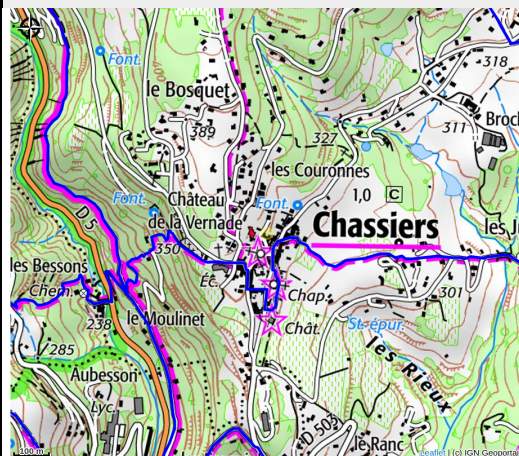 Font.
600
318
le Bosquet
389
327
311
Broc
les Couronnes
1,0 C
Château
de la Vernade
Font.
Font.
Chassiers
D 5
les J
350
les Bessons
Chem.
Éc.
Chap.
301
238
le Moulinet
Chât.
St. épur.
285
les Rieux
Aubesson
Lyc.
D 503
le Ranc
100 m
Leaflet | (c) IGN Geoportai